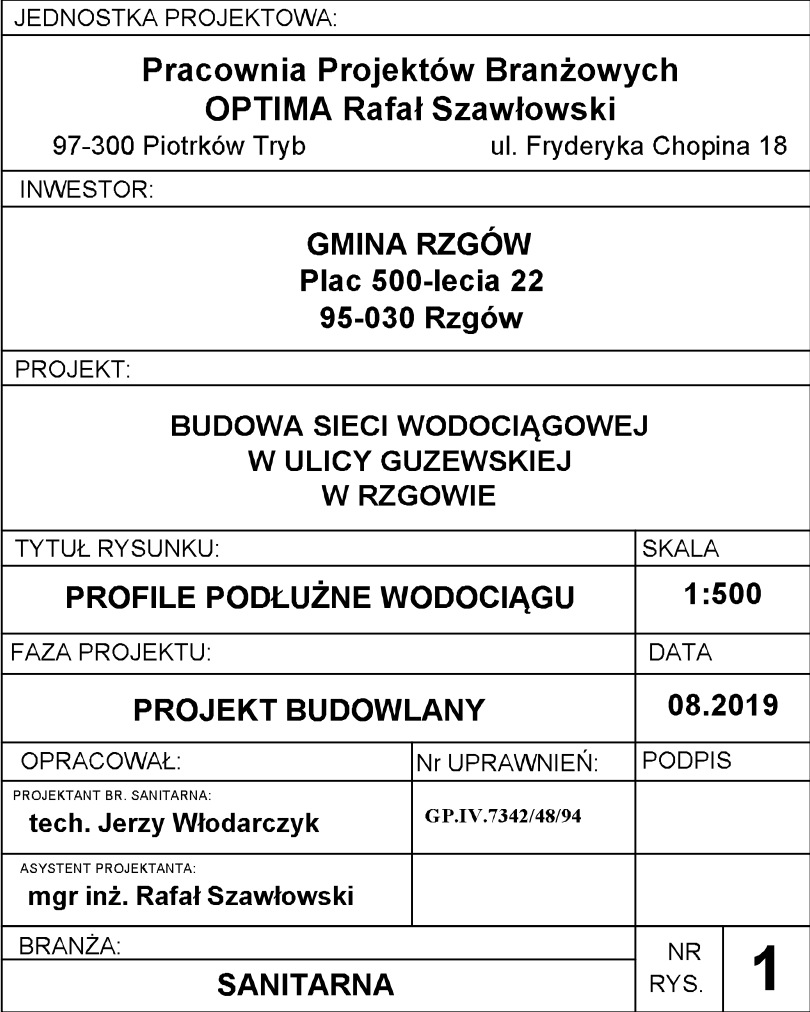 JEDNOSTKA PROJEKTOWA:
Pracownia Projektów Branżowych
OPTIMA Rafał Szawłowski
97-300 Piotrków Tryb ul. Fryderyka Chopina 18
INWESTOR:
GMINA RZGÓW
Plac 500-lecia 22
95-030 Rzgów
PROJEKT:
BUDOWA SIECI WODOCIĄGOWEJ
W ULICY GUZEWSKIEJ
W RZGOWIE
TYTUŁ RYSUNKU: SKALA
PROFILE PODŁUŻNE WODOCIĄGU 1:500
FAZA PROJEKTU: DATA
PROJEKT BUDOWLANY 08.2019
OPRACOWAŁ: Nr UPRAWNIEŃ: PODPIS
PROJEKTANT BR. SANITARNA:
tech. Jerzy Włodarczyk GP.IV.7342/48/94
ASYSTENT PROJEKTANTA:
mgr inż. Rafał Szawłowski
BRANŻA:
SANITARNA
NR
RYS. 1